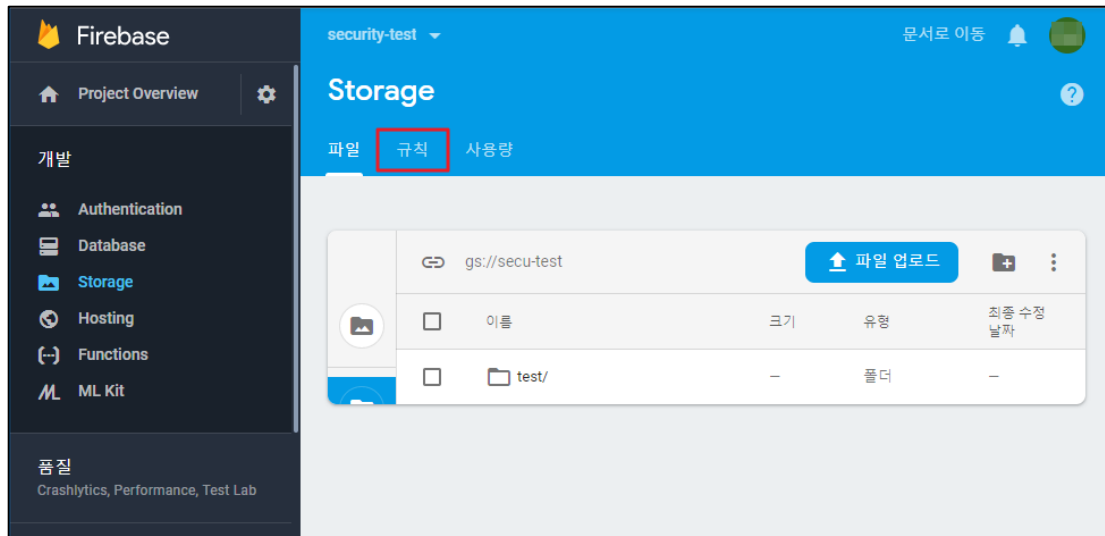 Firebase
Project Overview
개발
Authentication
Database
Storage
Hosting
Functions
ML Kit
품질
Crashlytics, Performance, Test Lab
security-test
문서로 이동
Storage
파일 규칙 사용량
gs://secu-test
파일 업로드
이름 크기 유형 최종 수정
날짜
test/ — 폴더 —